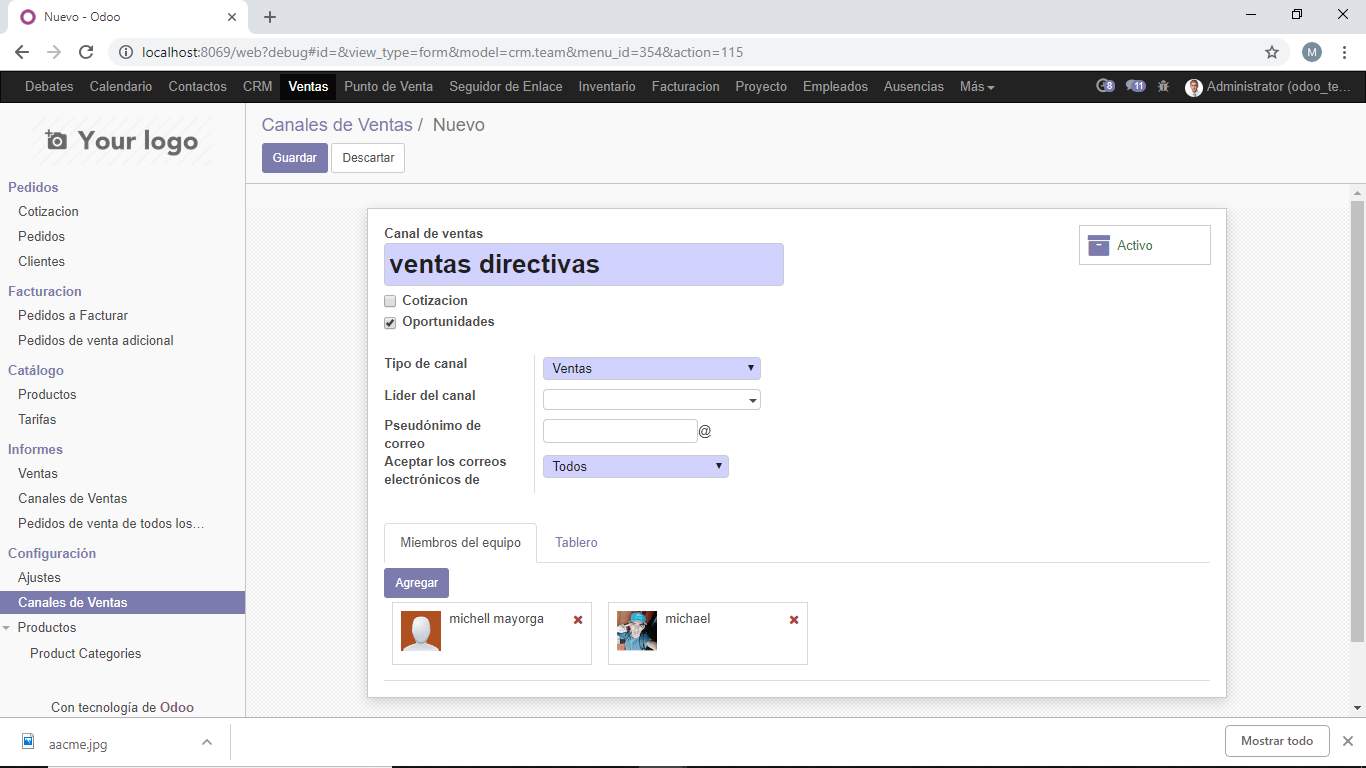 Nuevo - Odoo
localhost:8069/web?debug#id=&view_type=form&model=crm.team&menu_id=354&action=115
M
Debates Calendario Contactos CRM Ventas Punto de Venta Seguidor de Enlace Inventario Facturacion Proyecto Empleados Ausencias Más 8 11 Administrator (odoo_te...
Your logo
Canales de Ventas / Nuevo
Guardar Descartar
Pedidos
Cotizacion
Pedidos
Clientes
Facturacion
Pedidos a Facturar
Pedidos de venta adicional
Catálogo
Productos
Tarifas
Informes
Ventas
Canales de Ventas
Pedidos de venta de todos los...
Configuración
Ajustes
Canales de Ventas
Productos
Product Categories
Con tecnología de Odoo
Canal de ventas
ventas directivas
Activo
Cotizacion
Oportunidades
Tipo de canal Ventas
Líder del canal
Pseudónimo de
correo
@
Aceptar los correos
electrónicos de
Todos
Miembros del equipo Tablero
Agregar
michell mayorga michael
aacme.jpg Mostrar todo